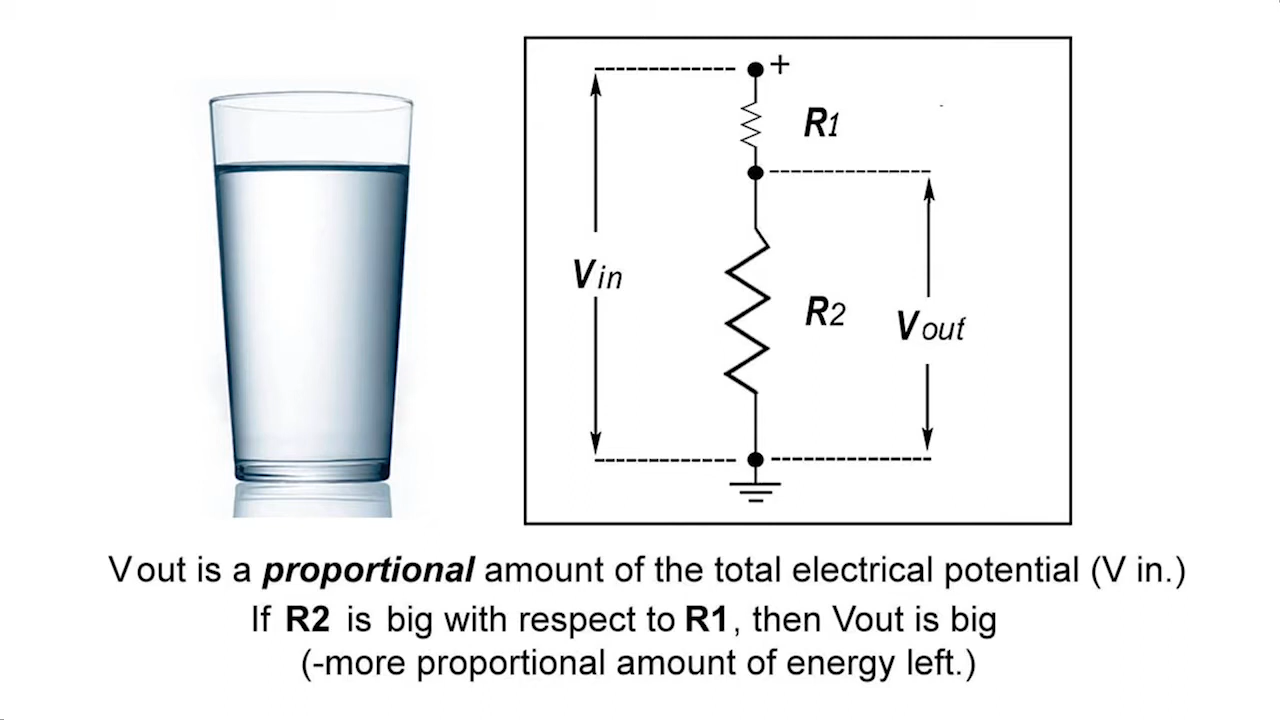 +
R1
Vin
R2
Vout
Vout is a proportional amount of the total electrical potential (V in.)
If R2 is big with respect to R1, then Vout is big
(-more proportional amount of energy left.)